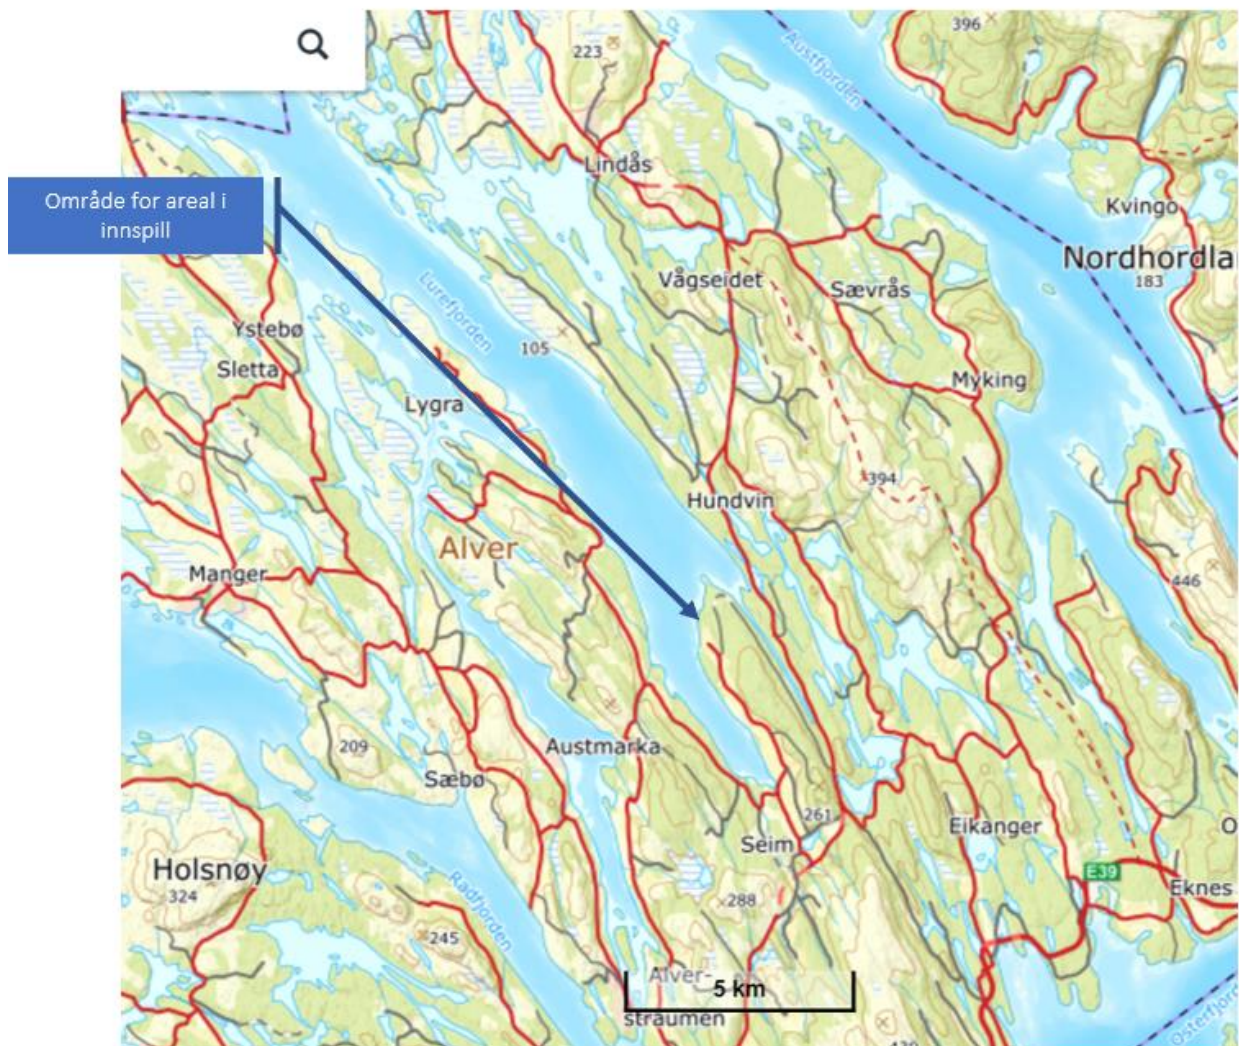 396
223
Austfjorden
Lindås
Område for areal i
innspill
Kvingo
Nordhordla
183
Vågseidet
Sævrås
Lurefjorden
Ystebø
105
Sletta
Myking
Lygra
394
Hundvin
Alver
Manger
446
209
Austmarka
Sæbø
261
Seim
Eikanger
O
Holsnøy
324
E39
Eknes
288
Radfjorden
245
Alver-
straumen
5 km
Osterfjord